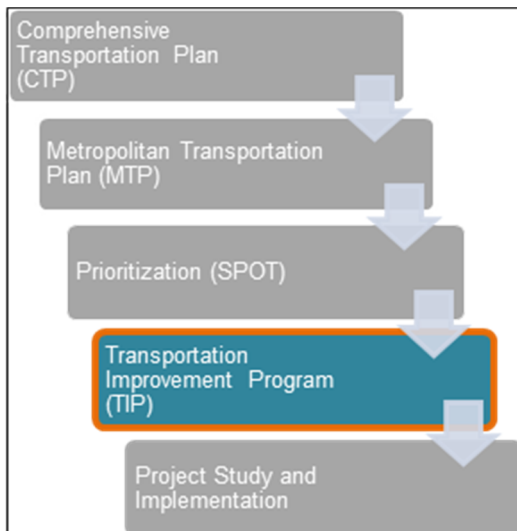 Comprehensive
Transportation Plan
(CTP)
Metropolitan Transportation
Plan (MTP)
Prioritization (SPOT)
Transportation
Improvement Program
(TIP)
Project Study and
Implementation